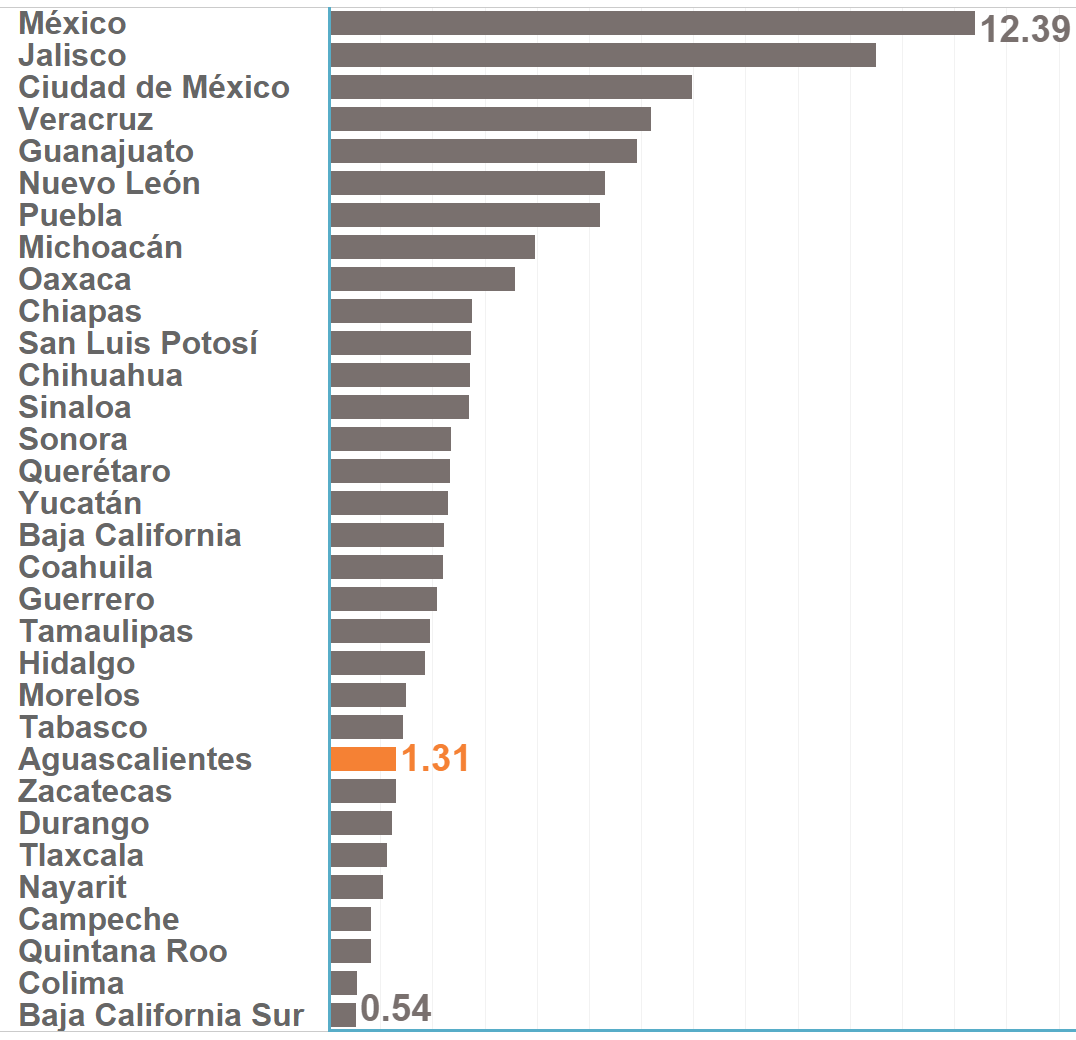 México 12.39
Jalisco
Ciudad de México
Veracruz
Guanajuato
Nuevo León
Puebla
Michoacán
Oaxaca
Chiapas
San Luis Potosí
Chihuahua
Sinaloa
Sonora
Querétaro
Yucatán
Baja California
Coahuila
Guerrero
Tamaulipas
Hidalgo
Morelos
Tabasco
Aguascalientes 1.31
Zacatecas
Durango
Tlaxcala
Nayarit
Campeche
Quintana Roo
Colima
Baja California Sur 0.54